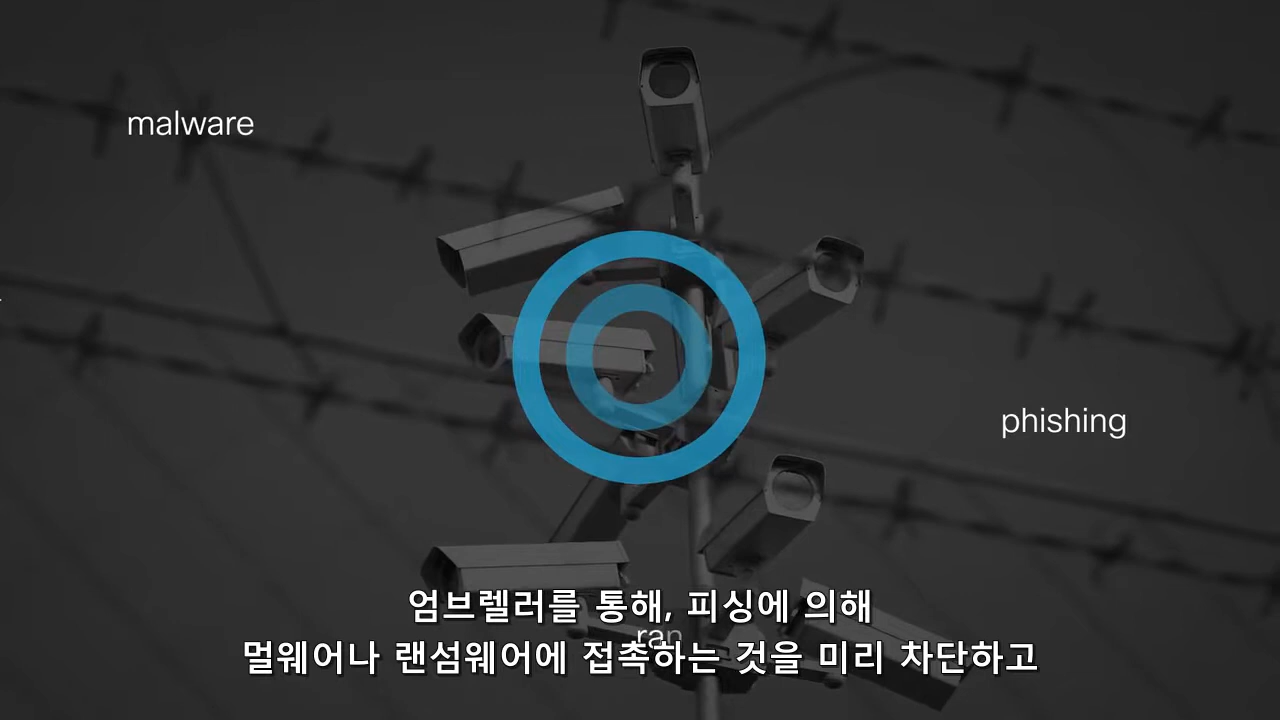 malware
phishing
ran
엄브렐러를 통해, 피싱에 의해
멀웨어나 랜섬웨어에 접촉하는 것을 미리 차단하고